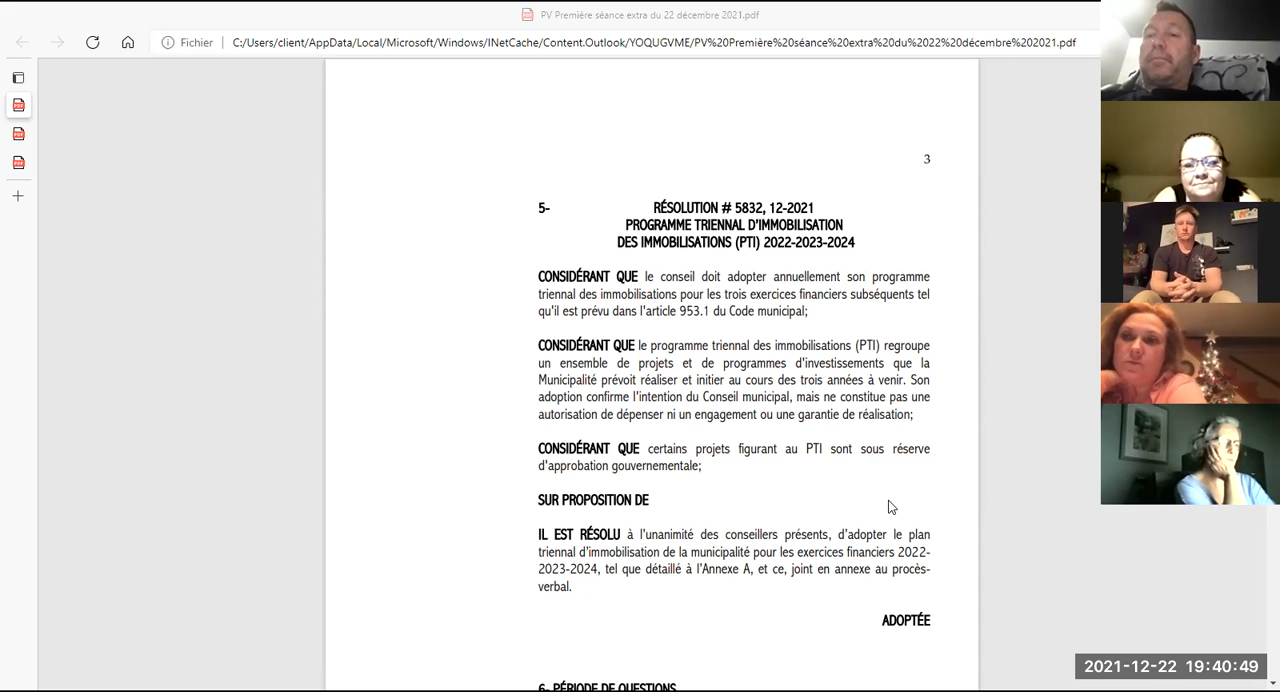 PV Première séance extra du 22 décembre 2021.pdf
Fichier
C:/Users/client/AppData/Local/Microsoft/Windows/INetCache/Content.Outlook/YOQUGVME/PV%20Première%20séance%20extra%20du%2022%20décembre%202021.pdf
3
5- RÉSOLUTION # 5832, 12-2021
PROGRAMME TRIENNAL D'IMMOBILISATION
DES IMMOBILISATIONS (PTI) 2022-2023-2024
CONSIDÉRANT QUE le conseil doit adopter annuellement son programme
triennal des immobilisations pour les trois exercices financiers subséquents tel
qu'il est prévu dans l'article 953.1 du Code municipal;
CONSIDÉRANT QUE le programme triennal des immobilisations (PTI) regroupe
un ensemble de projets et de programmes d'investissements que la
Municipalité prévoit réaliser et initier au cours des trois années à venir. Son
adoption confirme l'intention du Conseil municipal, mais ne constitue pas une
autorisation de dépenser ni un engagement ou une garantie de réalisation;
CONSIDÉRANT QUE certains projets figurant au PTI sont sous réserve
d'approbation gouvernementale;
SUR PROPOSITION DE
IL EST RÉSOLU à l'unanimité des conseillers présents, d'adopter le plan
triennal d'immobilisation de la municipalité pour les exercices financiers 2022-
2023-2024, tel que détaillé à l'Annexe A, et ce, joint en annexe au procès-
verbal.
ADOPTÉE
6- PÉRIODE DE QUESTIONS
2021-12-22 19:40:49